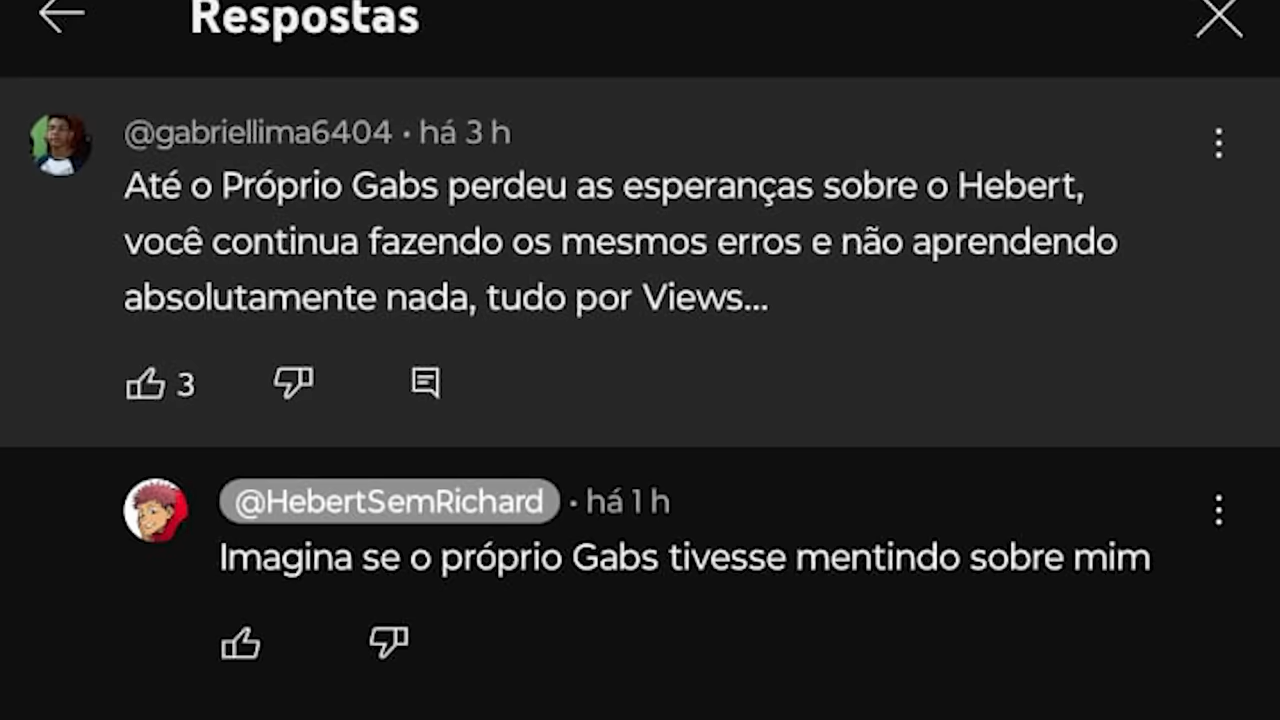 Respostas
@gabriellima6404 • há 3 h
Até o Próprio Gabs perdeu as esperanças sobre o Hebert,
você continua fazendo os mesmos erros e não aprendendo
absolutamente nada, tudo por Views...
3
@HebertSemRichard • há 1 h
Imagina se o próprio Gabs tivesse mentindo sobre mim